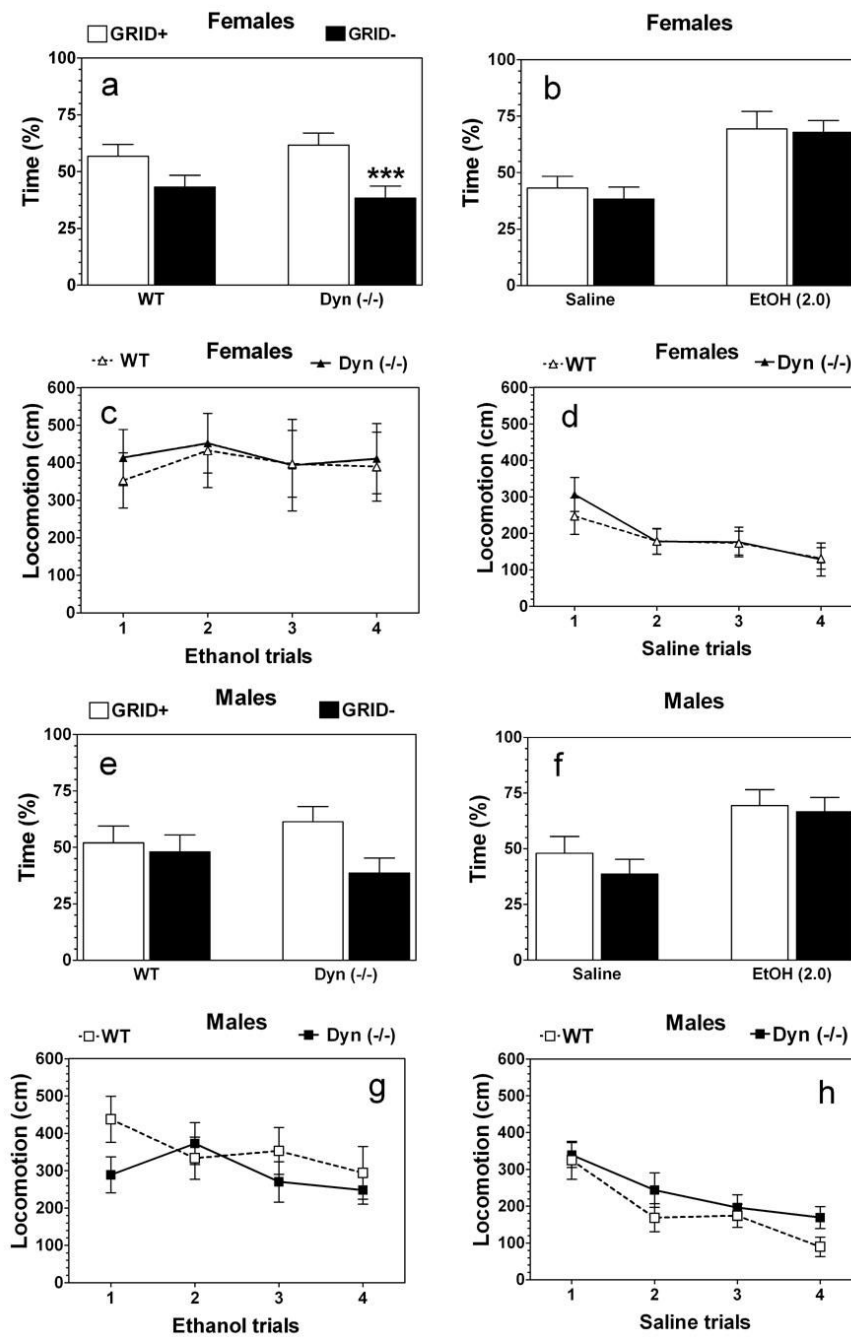 Females
GRID+ GRID-
a
Time (%)
100
75
50
25
0
***
WT Dyn (-/-)
Females
b
Time (%)
100
75
50
25
0
Saline EtOH (2.0)
Females
WT Dyn (-/-)
c
Locomotion (cm)
600
500
400
300
200
100
0
1 2 3 4
Ethanol trials
Females
WT Dyn (-/-)
d
Locomotion (cm)
600
500
400
300
200
100
0
1 2 3 4
Saline trials
Males
GRID+ GRID-
e
Time (%)
100
75
50
25
0
WT Dyn (-/-)
Males
f
Time (%)
100
75
50
25
0
Saline EtOH (2.0)
Males
WT Dyn (-/-)
g
Locomotion (cm)
600
500
400
300
200
100
0
1 2 3 4
Ethanol trials
Males
WT Dyn (-/-)
h
Locomotion (cm)
600
500
400
300
200
100
0
1 2 3 4
Saline trials